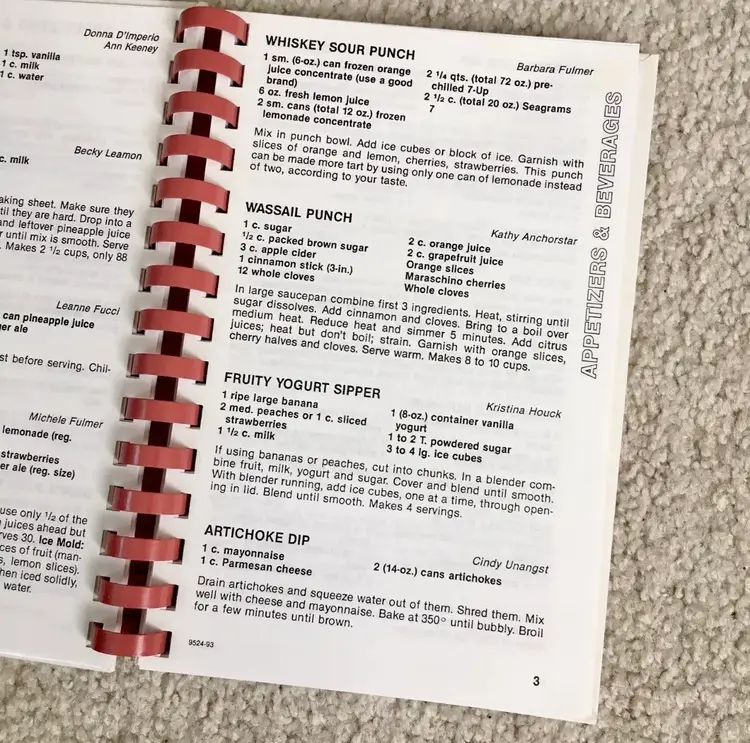 Donna D'Imperio
Ann Keeney
1 tsp. vanilla
1 c. milk
1 c. water
Becky Leamon
c. milk
aking sheet. Make sure they
til they are hard. Drop into a
and leftover pineapple juice
r until mix is smooth. Serve
. Makes 2 1/2 cups, only 88
Leanne Fucci
can pineapple juice
er ale
st before serving. Chil-
Michele Fulmer
lemonade (reg.
strawberries
er ale (reg. size)
use only 1/2 of the
juices ahead but
rves 30. Ice Mold:
ces of fruit (man-
s, lemon slices).
hen iced solidly,
water.
WHISKEY SOUR PUNCH
Barbara Fulmer
1 sm. (6-oz.) can frozen orange
juice concentrate (use a good
brand)
6 oz. fresh lemon juice
2 sm. cans (total 12 oz.) frozen
lemonade concentrate
2 1/4 qts. (total 72 oz.) pre-
chilled 7-Up
2 1/2 c. (total 20 oz.) Seagrams
7
Mix in punch bowl. Add ice cubes or block of ice. Garnish with
slices of orange and lemon, cherries, strawberries. This punch
can be made more tart by using only one can of lemonade instead
of two, according to your taste.
WASSAIL PUNCH
Kathy Anchorstar
1 c. sugar
1/2 c. packed brown sugar
3 c. apple cider
1 cinnamon stick (3-in.)
12 whole cloves
2 c. orange juice
2 c. grapefruit juice
Orange slices
Maraschino cherries
Whole cloves
In large saucepan combine first 3 ingredients. Heat, stirring until
sugar dissolves. Add cinnamon and cloves. Bring to a boil over
medium heat. Reduce heat and simmer 5 minutes. Add citrus
juices; heat but don't boil; strain. Garnish with orange slices,
cherry halves and cloves. Serve warm. Makes 8 to 10 cups.
FRUITY YOGURT SIPPER
Kristina Houck
1 ripe large banana
2 med. peaches or 1 c. sliced
strawberries
1 1/2 c. milk
1 (8-oz.) container vanilla
yogurt
1 to 2 T. powdered sugar
3 to 4 lg. ice cubes
If using bananas or peaches, cut into chunks. In a blender com-
bine fruit, milk, yogurt and sugar. Cover and blend until smooth.
With blender running, add ice cubes, one at a time, through open-
ing in lid. Blend until smooth. Makes 4 servings.
ARTICHOKE DIP
Cindy Unangst
1 c. mayonnaise
1 c. Parmesan cheese
2 (14-oz.) cans artichokes
Drain artichokes and squeeze water out of them. Shred them. Mix
well with cheese and mayonnaise. Bake at 350° until bubbly. Broil
for a few minutes until brown.
9524-93
3
APPETIZERS & BEVERAGES